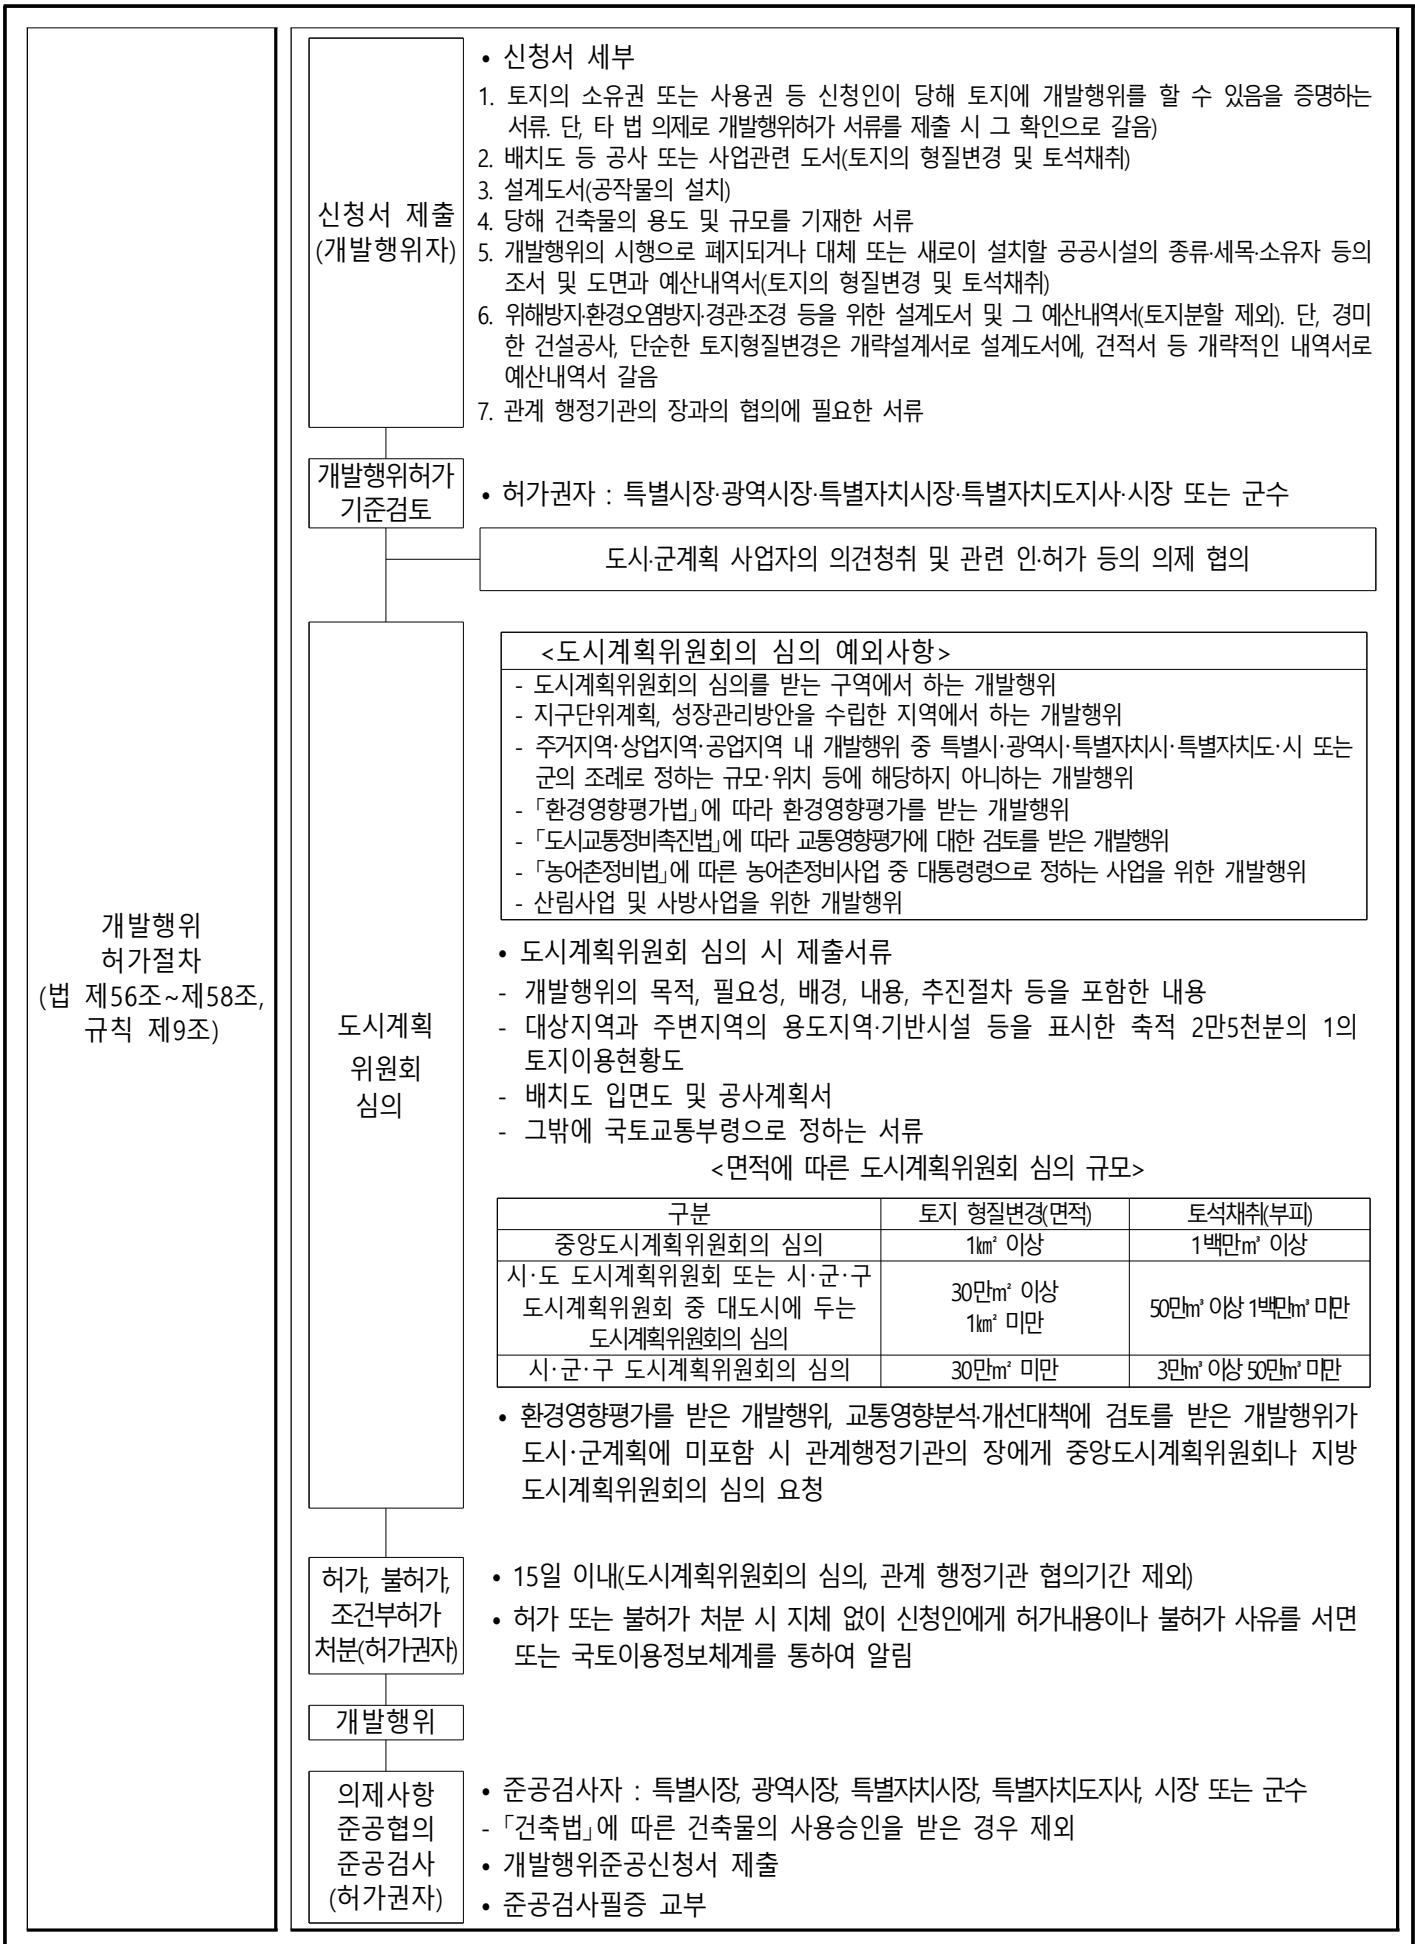 개발행위
허가절차
(법 제56조~제58조,
규칙 제9조)
신청서 제출
(개발행위자)
• 신청서 세부
1. 토지의 소유권 또는 사용권 등 신청인이 당해 토지에 개발행위를 할 수 있음을 증명하는
서류. 단, 타 법 의제로 개발행위허가 서류를 제출 시 그 확인으로 갈음)
2. 배치도 등 공사 또는 사업관련 도서(토지의 형질변경 및 토석채취)
3. 설계도서(공작물의 설치)
4. 당해 건축물의 용도 및 규모를 기재한 서류
5. 개발행위의 시행으로 폐지되거나 대체 또는 새로이 설치할 공공시설의 종류·세목·소유자 등의
조서 및 도면과 예산내역서(토지의 형질변경 및 토석채취)
6. 위해방지·환경오염방지·경관·조경 등을 위한 설계도서 및 그 예산내역서(토지분할 제외). 단, 경미
한 건설공사, 단순한 토지형질변경은 개략설계서로 설계도서에, 견적서 등 개략적인 내역서로
예산내역서 갈음
7. 관계 행정기관의 장과의 협의에 필요한 서류
개발행위허가
기준검토
• 허가권자 : 특별시장·광역시장·특별자치시장·특별자치도지사·시장 또는 군수
도시·군계획 사업자의 의견청취 및 관련 인·허가 등의 의제 협의
도시계획
위원회
심의
<도시계획위원회의 심의 예외사항>
- 도시계획위원회의 심의를 받는 구역에서 하는 개발행위
- 지구단위계획, 성장관리방안을 수립한 지역에서 하는 개발행위
- 주거지역·상업지역·공업지역 내 개발행위 중 특별시·광역시·특별자치시·특별자치도·시 또는
군의 조례로 정하는 규모·위치 등에 해당하지 아니하는 개발행위
- 「환경영향평가법」에 따라 환경영향평가를 받는 개발행위
- 「도시교통정비촉진법」에 따라 교통영향평가에 대한 검토를 받은 개발행위
- 「농어촌정비법」에 따른 농어촌정비사업 중 대통령령으로 정하는 사업을 위한 개발행위
- 산림사업 및 사방사업을 위한 개발행위
• 도시계획위원회 심의 시 제출서류
- 개발행위의 목적, 필요성, 배경, 내용, 추진절차 등을 포함한 내용
- 대상지역과 주변지역의 용도지역·기반시설 등을 표시한 축적 2만5천분의 1의
토지이용현황도
- 배치도 입면도 및 공사계획서
- 그밖에 국토교통부령으로 정하는 서류
<면적에 따른 도시계획위원회 심의 규모>
구분 토지 형질변경(면적) 토석채취(부피)
중앙도시계획위원회의 심의 1㎢ 이상 1백만㎥ 이상
시·도 도시계획위원회 또는 시·군·구
도시계획위원회 중 대도시에 두는
도시계획위원회의 심의
30만㎡ 이상
1㎢ 미만
50만㎥ 이상 1백만㎥ 미만
시·군·구 도시계획위원회의 심의 30만㎡ 미만 3만㎥ 이상 50만㎥ 미만
• 환경영향평가를 받은 개발행위, 교통영향분석·개선대책에 검토를 받은 개발행위가
도시·군계획에 미포함 시 관계행정기관의 장에게 중앙도시계획위원회나 지방
도시계획위원회의 심의 요청
허가, 불허가,
조건부허가
처분(허가권자)
• 15일 이내(도시계획위원회의 심의, 관계 행정기관 협의기간 제외)
• 허가 또는 불허가 처분 시 지체 없이 신청인에게 허가내용이나 불허가 사유를 서면
또는 국토이용정보체계를 통하여 알림
개발행위
의제사항
준공협의
준공검사
(허가권자)
• 준공검사자 : 특별시장, 광역시장, 특별자치시장, 특별자치도지사, 시장 또는 군수
- 「건축법」에 따른 건축물의 사용승인을 받은 경우 제외
• 개발행위준공신청서 제출
• 준공검사필증 교부